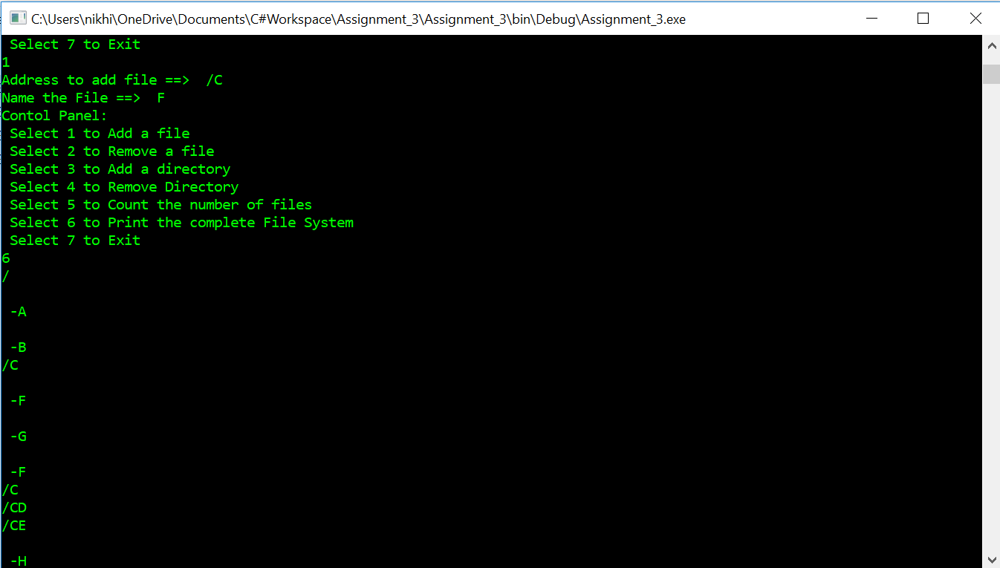 C:\Users\nikhi\OneDrive\Documents\C#Workspace\Assignment_3\Assignment_3\bin\Debug\Assignment_3.exe
 Select 7 to Exit
1
Address to add file ==>  /C
Name the File ==>  F
Contol Panel:
 Select 1 to Add a file
 Select 2 to Remove a file
 Select 3 to Add a directory
 Select 4 to Remove Directory
 Select 5 to Count the number of files
 Select 6 to Print the complete File System
 Select 7 to Exit
6
/
 -A
 -B
/C
 -F
 -G
 -F
/C
/CD
/CE
 -H